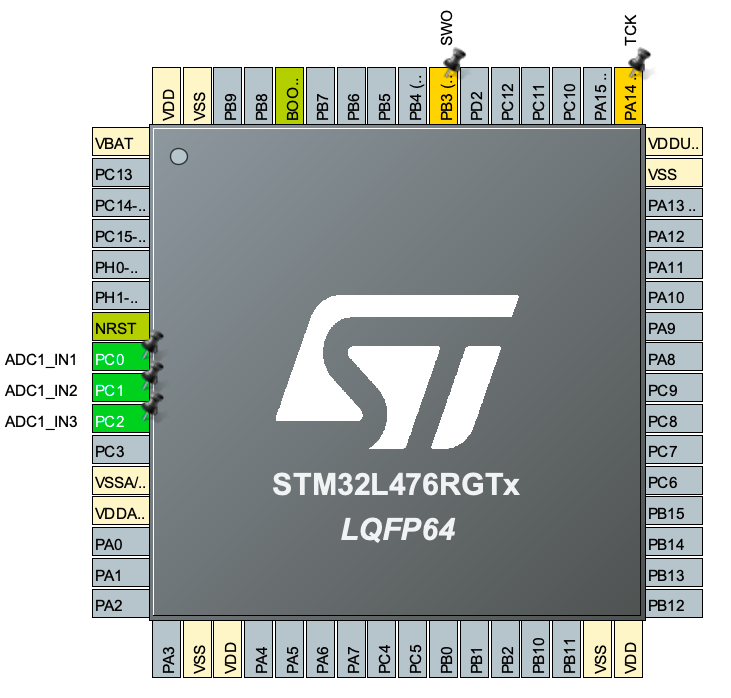 SWO
TCK
VDD
VSS
PB9
PB8
BOO..
PB7
PB6
PB5
PB4 (..
PB3 (..
PD2
PC12
PC11
PC10
PA15 ..
PA14 ..
VBAT
PC13
PC14-..
PC15-..
PH0-..
PH1-..
NRST
ADC1_IN1 PC0
ADC1_IN2 PC1
ADC1_IN3 PC2
PC3
VSSA/..
VDDA..
PA0
PA1
PA2
VDDU..
VSS
PA13 ..
PA12
PA11
PA10
PA9
PA8
PC9
PC8
PC7
PC6
PB15
PB14
PB13
PB12
ST
STM32L476RGTx
LQFP64
PA3
VSS
VDD
PA4
PA5
PA6
PA7
PC4
PC5
PB0
PB1
PB2
PB10
PB11
VSS
VDD